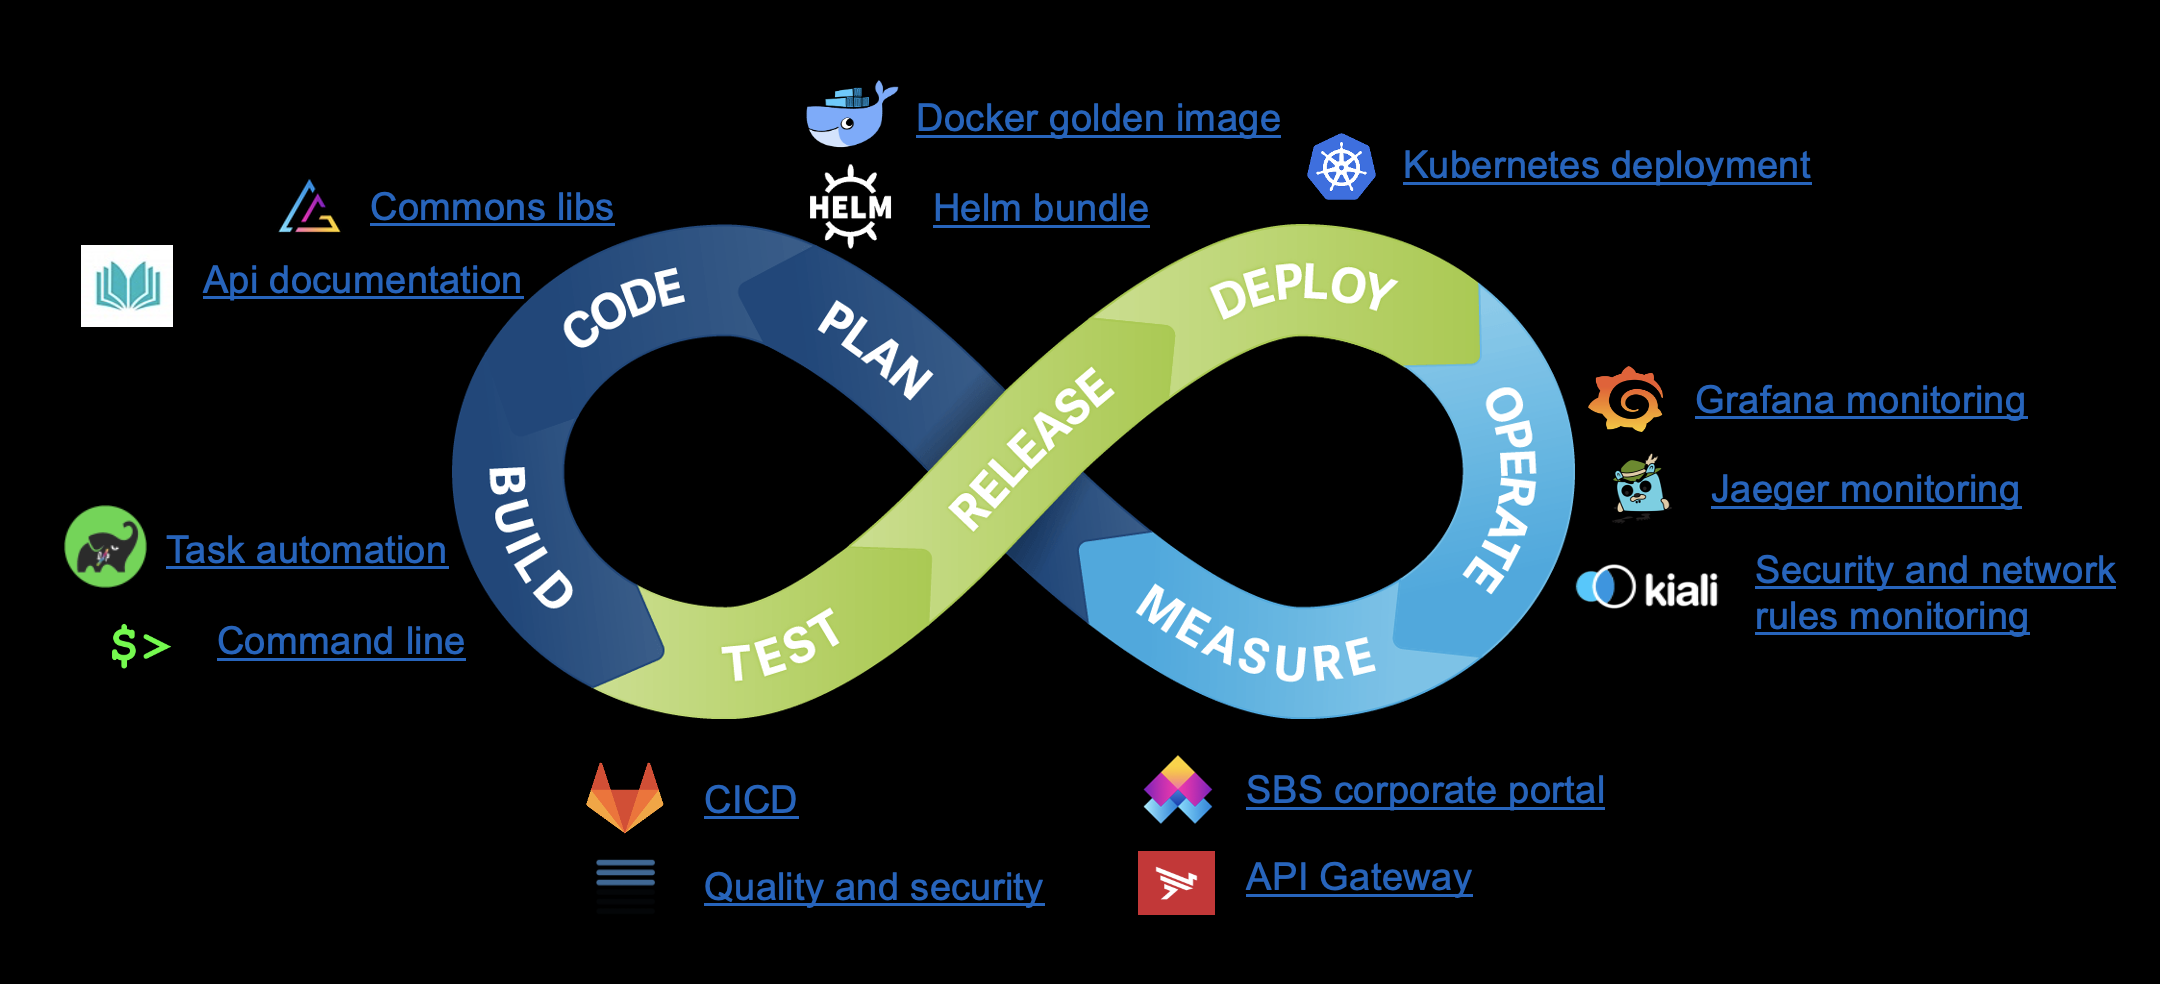 Docker golden image
Kubernetes deployment
Commons libs
HELM
Helm bundle
Api documentation
CODE
PLAN
DEPLOY
RELEASE
OPERATE
Grafana monitoring
Jaeger monitoring
BUILD
Task automation
kiali
Security and network
rules monitoring
$>
Command line
TEST
MEASURE
CICD
SBS corporate portal
Quality and security
API Gateway